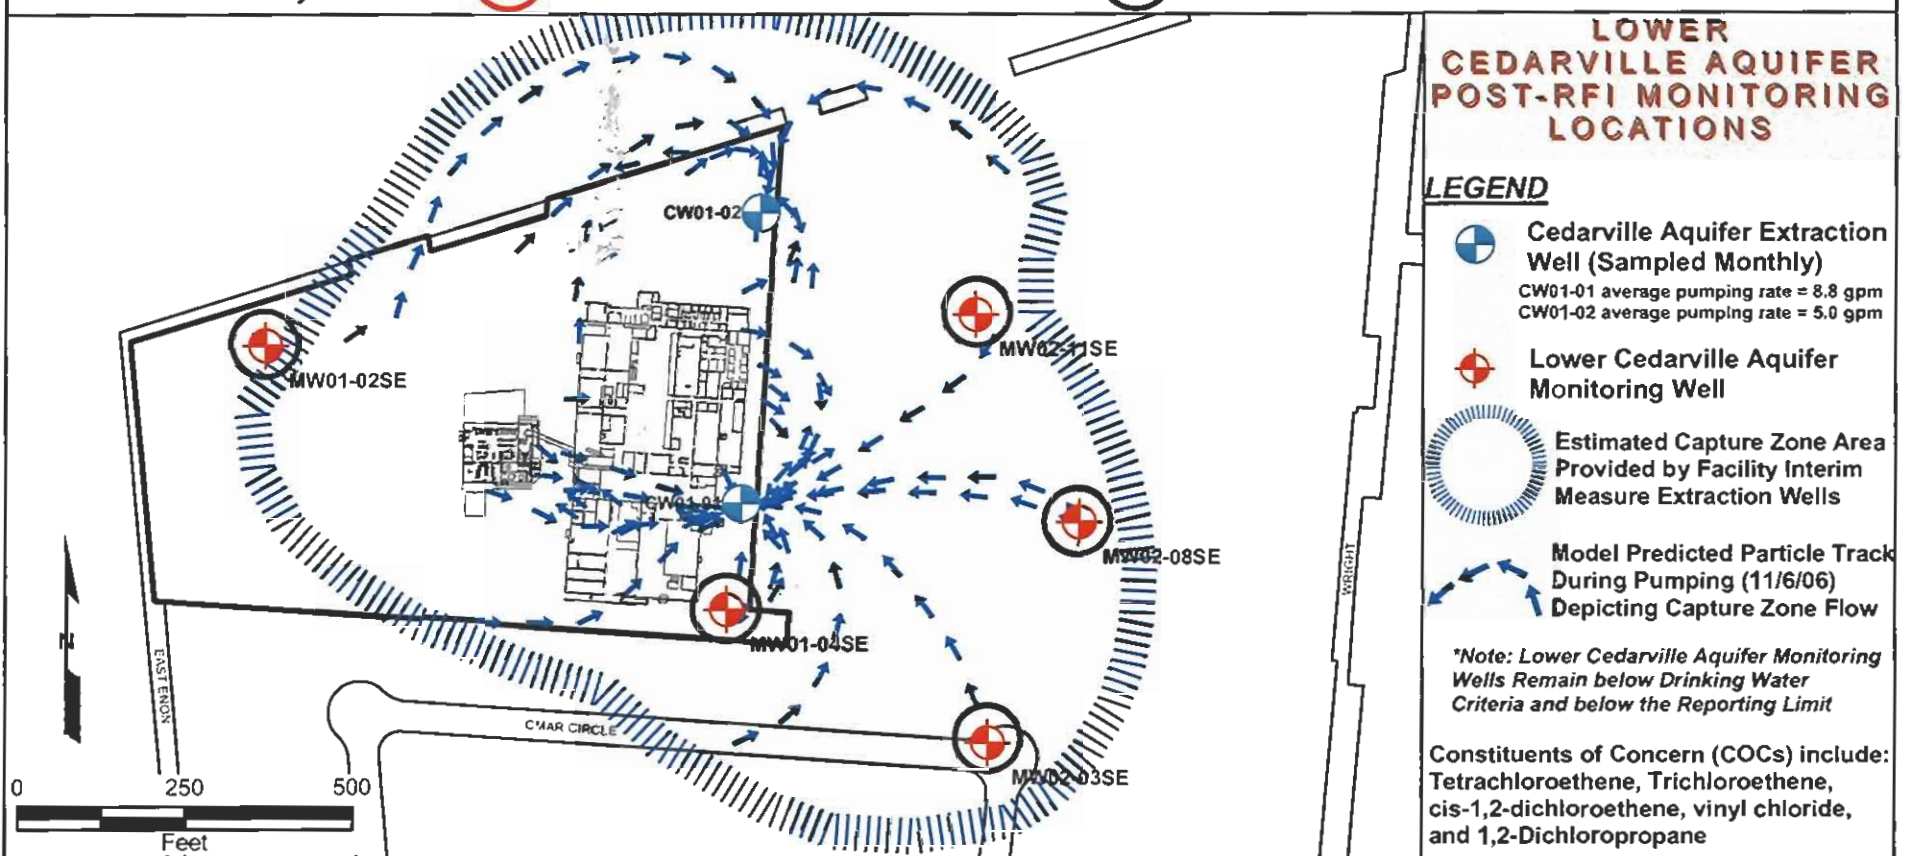 LOWER
CEDARVILLE AQUIFER
POST-RFI MONITORING
LOCATIONS
LEGEND
Cedarville Aquifer Extraction
Well (Sampled Monthly)
CW01-01 average pumping rate = 8.8 gpm
CW01-02 average pumping rate = 5.0 gpm
Lower Cedarville Aquifer
Monitoring Well
Estimated Capture Zone Area
Provided by Facility Interim
Measure Extraction Wells
Model Predicted Particle Track
During Pumping (11/6/06)
Depicting Capture Zone Flow
*Note: Lower Cedarville Aquifer Monitoring
Wells Remain below Drinking Water
Criteria and below the Reporting Limit
Constituents of Concern (COCs) include:
Tetrachloroethene, Trichloroethene,
cis-1,2-dichloroethene, vinyl chloride,
and 1,2-Dichloropropane
CW01-02
MW02-11SE
MW01-02SE
CW01-01
MW02-08SE
MW01-04SE
MW02-03SE
WRIGHT
EAST ENON
OMAR CIRCLE
N
0 250 500
Feet